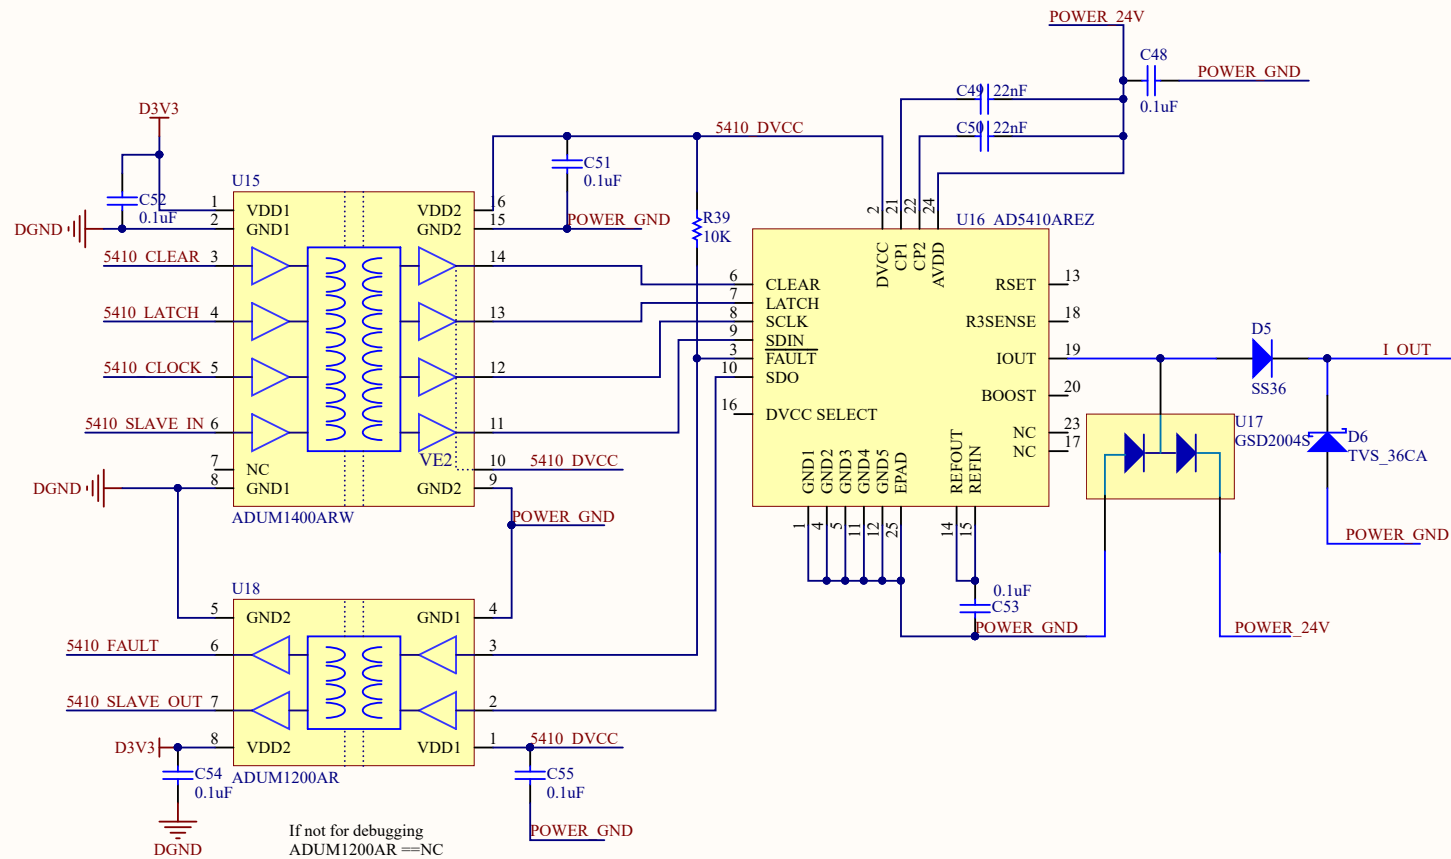 POWER_24V
C48
POWER_GND
0.1uF
C49 22nF
C50 22nF
D3V3
5410_DVCC
C51
0.1uF
U15
C52
0.1uF
DGND
1 VDD1 VDD2 16
2 GND1 GND2 15
POWER_GND
R39
10K
2 21 22 24
U16 AD5410AREZ
DVCC CP1 CP2 AVDD
5410_CLEAR 3 14
5410_LATCH 4 13
5410_CLOCK 5 12
5410_SLAVE_IN 6 11
VE2
7 NC 10 5410_DVCC
DGND 8 GND1 GND2 9
ADUM1400ARW
POWER_GND
6 CLEAR RSET 13
7 LATCH
8 SCLK R3SENSE 18
9 SDIN
3 FAULT IOUT 19
10 SDO
BOOST 20
16 DVCC SELECT
NC 23
NC 17
GND1 GND2 GND3 GND4 GND5 EPAD REFOUT REFIN
1 4 5 11 12 25 14 15
D5
SS36
I_OUT
U17
GSD2004S
D6
TVS_36CA
POWER_GND
0.1uF
C53
POWER_GND
POWER_24V
U18
5 GND2 GND1 4
5410_FAULT 6 3
5410_SLAVE_OUT 7 2
D3V3 8 VDD2 VDD1 1 5410_DVCC
ADUM1200AR
C54
0.1uF
C55
0.1uF
DGND
POWER_GND
If not for debugging
ADUM1200AR ==NC